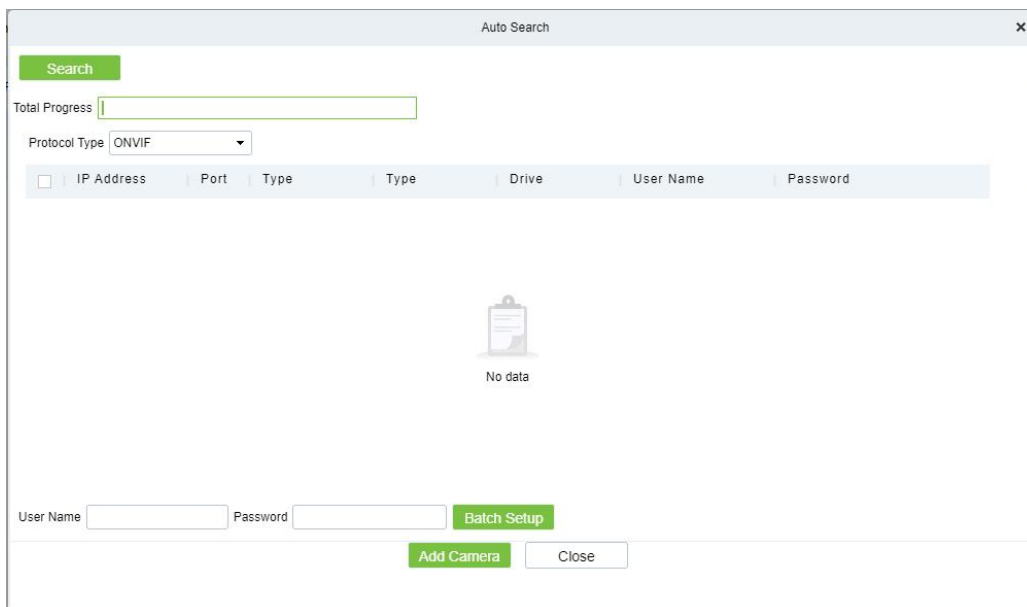 Auto Search
Search
Total Progress
Protocol Type ONVIF
IP Address Port Type Type Drive User Name Password
No data
User Name Password Batch Setup
Add Camera Close